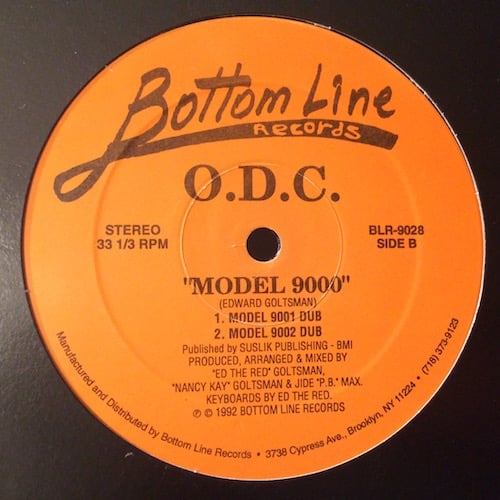 Bottom Line
Records
O.D.C.
STEREO
33 1/3 RPM
BLR-9028
SIDE B
"MODEL 9000"
(EDWARD GOLTSMAN)
1. MODEL 9001 DUB
2. MODEL 9002 DUB
Published by SUSLIK PUBLISHING - BMI
PRODUCED, ARRANGED & MIXED BY
"ED THE RED" GOLTSMAN,
"NANCY KAY" GOLTSMAN & JIDE "P.B." MAX.
KEYBOARDS BY ED THE RED.
℗ © 1992 BOTTOM LINE RECORDS
Manufactured and Distributed by Bottom Line Records • 3738 Cypress Ave., Brooklyn, NY 11224 • (718) 373-9123